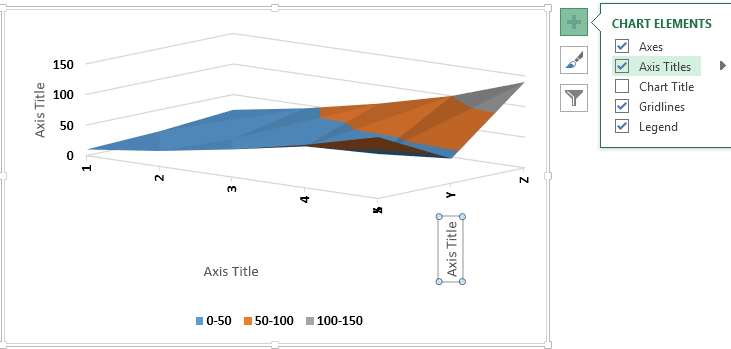 CHART ELEMENTS
Axes
Axis Titles
Chart Title
Gridlines
Legend
150
100
50
0
Axis Title
1
2
3
4
Y
Z
Axis Title
Axis Title
0-50 50-100 100-150